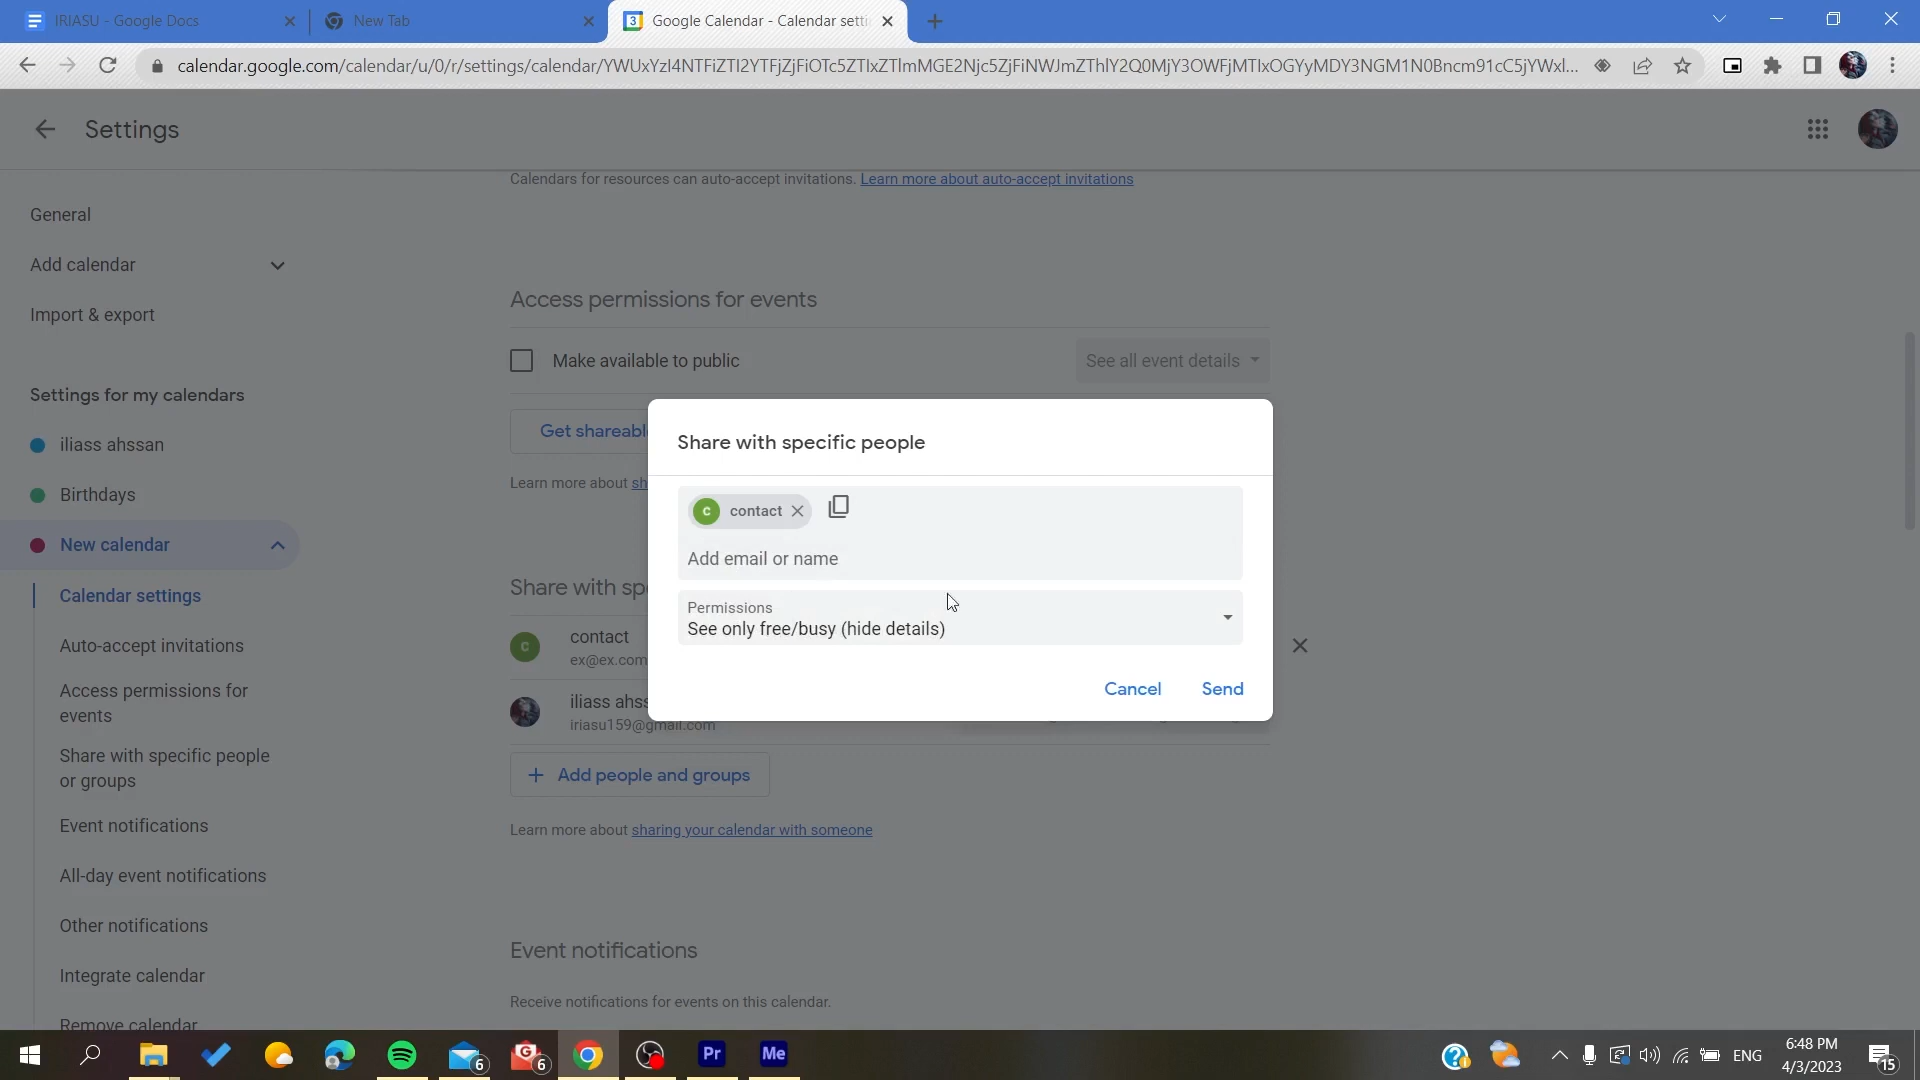 IRIASU - Google Docs
New Tab
Google Calendar - Calendar setti
calendar.google.com/calendar/u/0/r/settings/calendar/YWUxYzI4NTFiZTI2YTFjZjFiOTc5ZTIxZTlmMGE2Njc5ZjFiNWJmZThlY2Q0MjY3OWFjMTIxOGYyMDY3NGM1N0Bncm91cC5jYWxl...
Settings
Calendars for resources can auto-accept invitations. Learn more about auto-accept invitations
General
Add calendar
Import & export
Access permissions for events
Make available to public
See all event details
Settings for my calendars
iliass ahssan
Birthdays
New calendar
Calendar settings
Auto-accept invitations
Access permissions for
events
Share with specific people
or groups
Event notifications
All-day event notifications
Other notifications
Integrate calendar
Remove calendar
Get shareabl
Learn more about sh
Share with specific people
C contact
Add email or name
Permissions
See only free/busy (hide details)
Cancel
Send
Share with spe
C
contact
ex@ex.com
iliass ahss
iriasu159@gmail.com
+ Add people and groups
Learn more about sharing your calendar with someone
Event notifications
Receive notifications for events on this calendar.
6
6
Pr
Me
ENG
6:48 PM
4/3/2023
15